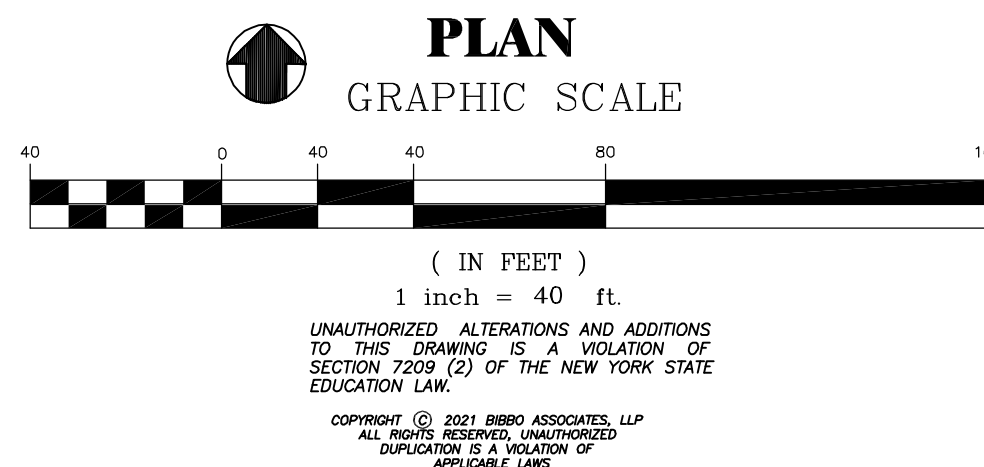 PLAN
GRAPHIC SCALE
40 0 40 40 80
( IN FEET )
1 inch = 40 ft.
UNAUTHORIZED ALTERATIONS AND ADDITIONS
TO THIS DRAWING IS A VIOLATION OF
SECTION 7209 (2) OF THE NEW YORK STATE
EDUCATION LAW.
COPYRIGHT © 2021 BIBBO ASSOCIATES, LLP
ALL RIGHTS RESERVED, UNAUTHORIZED
DUPLICATION IS A VIOLATION OF
APPLICABLE LAWS